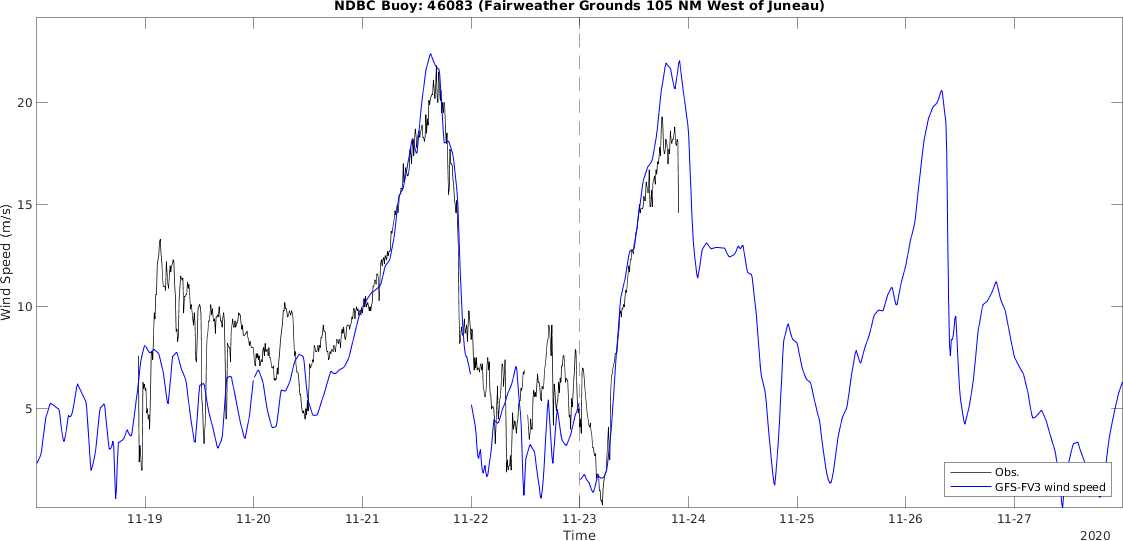 NDBC Buoy: 46083 (Fairweather Grounds 105 NM West of Juneau)
20
15
10
5
Wind Speed (m/s)
11-19 11-20 11-21 11-22 11-23 11-24 11-25 11-26 11-27
Time
2020
Obs.
GFS-FV3 wind speed